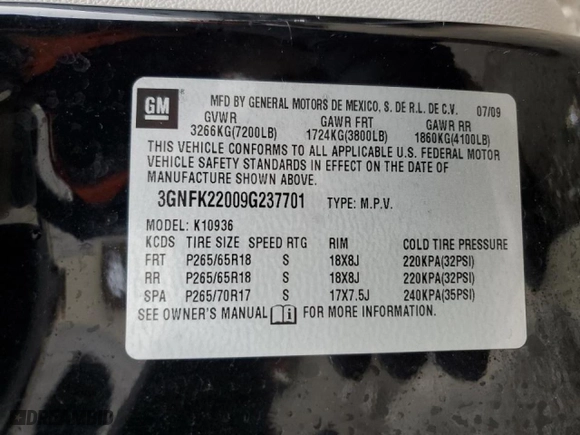 GM
MFD BY GENERAL MOTORS DE MEXICO, S. DE R.L. DE C.V. 07/09
GVWR GAWR FRT GAWR RR
3266KG(7200LB) 1724KG(3800LB) 1860KG(4100LB)
THIS VEHICLE CONFORMS TO ALL APPLICABLE U.S. FEDERAL MOTOR
VEHICLE SAFETY STANDARDS IN EFFECT ON THE DATE OF
MANUFACTURE SHOWN ABOVE.
3GNFK22009G237701 TYPE: M.P.V.
MODEL: K10936
KCDS TIRE SIZE SPEED RTG RIM COLD TIRE PRESSURE
FRT P265/65R18 S 18X8J 220KPA(32PSI)
RR P265/65R18 S 18X8J 220KPA(32PSI)
SPA P265/70R17 S 17X7.5J 240KPA(35PSI)
SEE OWNER'S MANUAL FOR MORE INFORMATION.